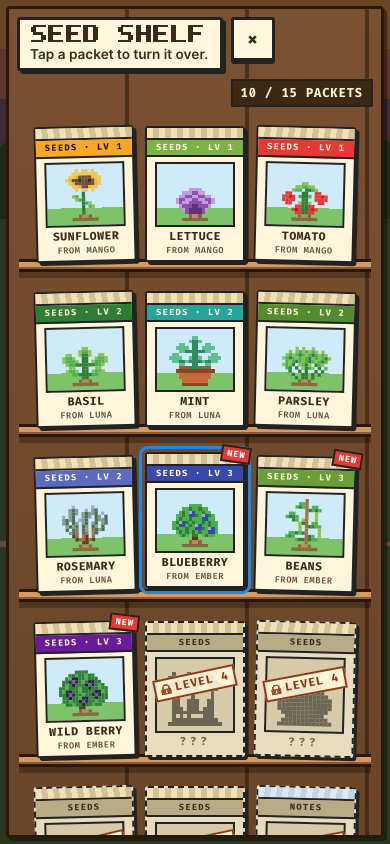 SEED SHELF
Tap a packet to turn it over.
×
10 / 15 PACKETS
SEEDS · LV 1
SUNFLOWER
FROM MANGO
SEEDS · LV 1
LETTUCE
FROM MANGO
SEEDS · LV 1
TOMATO
FROM MANGO
SEEDS · LV 2
BASIL
FROM LUNA
SEEDS · LV 2
MINT
FROM LUNA
SEEDS · LV 2
PARSLEY
FROM LUNA
SEEDS · LV 2
ROSEMARY
FROM LUNA
NEW
SEEDS · LV 3
BLUEBERRY
FROM EMBER
NEW
SEEDS · LV 3
BEANS
FROM EMBER
NEW
SEEDS · LV 3
WILD BERRY
FROM EMBER
SEEDS
LEVEL 4
???
SEEDS
LEVEL 4
???
SEEDS
SEEDS
NOTES